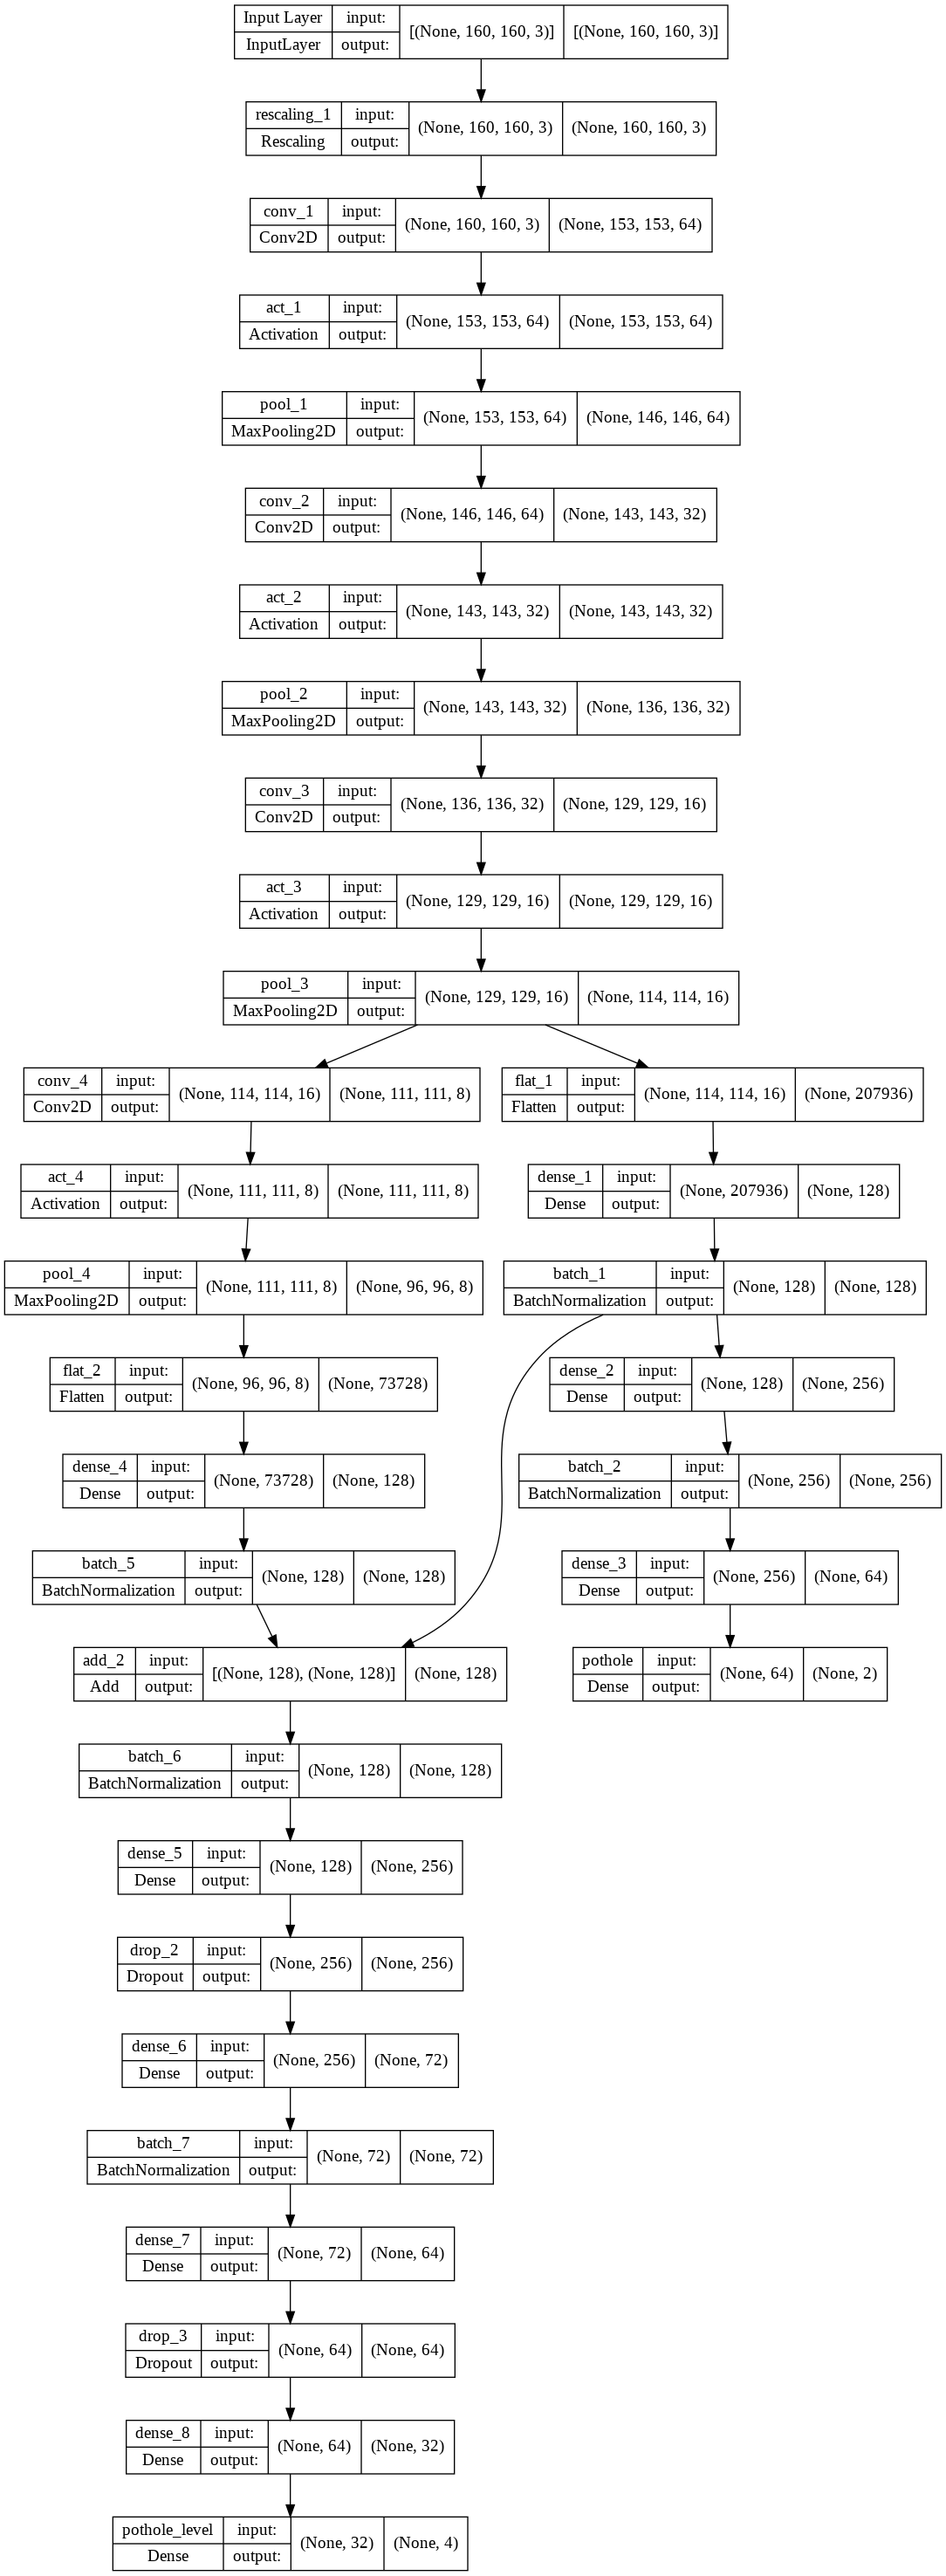 Input Layer input: [(None, 160, 160, 3)] [(None, 160, 160, 3)]
InputLayer output:
rescaling_1 input: (None, 160, 160, 3) (None, 160, 160, 3)
Rescaling output:
conv_1 input: (None, 160, 160, 3) (None, 153, 153, 64)
Conv2D output:
act_1 input: (None, 153, 153, 64) (None, 153, 153, 64)
Activation output:
pool_1 input: (None, 153, 153, 64) (None, 146, 146, 64)
MaxPooling2D output:
conv_2 input: (None, 146, 146, 64) (None, 143, 143, 32)
Conv2D output:
act_2 input: (None, 143, 143, 32) (None, 143, 143, 32)
Activation output:
pool_2 input: (None, 143, 143, 32) (None, 136, 136, 32)
MaxPooling2D output:
conv_3 input: (None, 136, 136, 32) (None, 129, 129, 16)
Conv2D output:
act_3 input: (None, 129, 129, 16) (None, 129, 129, 16)
Activation output:
pool_3 input: (None, 129, 129, 16) (None, 114, 114, 16)
MaxPooling2D output:
conv_4 input: (None, 114, 114, 16) (None, 111, 111, 8)
Conv2D output:
flat_1 input: (None, 114, 114, 16) (None, 207936)
Flatten output:
act_4 input: (None, 111, 111, 8) (None, 111, 111, 8)
Activation output:
dense_1 input: (None, 207936) (None, 128)
Dense output:
pool_4 input: (None, 111, 111, 8) (None, 96, 96, 8)
MaxPooling2D output:
batch_1 input: (None, 128) (None, 128)
BatchNormalization output:
flat_2 input: (None, 96, 96, 8) (None, 73728)
Flatten output:
dense_2 input: (None, 128) (None, 256)
Dense output:
dense_4 input: (None, 73728) (None, 128)
Dense output:
batch_2 input: (None, 256) (None, 256)
BatchNormalization output:
batch_5 input: (None, 128) (None, 128)
BatchNormalization output:
dense_3 input: (None, 256) (None, 64)
Dense output:
add_2 input: [(None, 128), (None, 128)] (None, 128)
Add output:
pothole input: (None, 64) (None, 2)
Dense output:
batch_6 input: (None, 128) (None, 128)
BatchNormalization output:
dense_5 input: (None, 128) (None, 256)
Dense output:
drop_2 input: (None, 256) (None, 256)
Dropout output:
dense_6 input: (None, 256) (None, 72)
Dense output:
batch_7 input: (None, 72) (None, 72)
BatchNormalization output:
dense_7 input: (None, 72) (None, 64)
Dense output:
drop_3 input: (None, 64) (None, 64)
Dropout output:
dense_8 input: (None, 64) (None, 32)
Dense output:
pothole_level input: (None, 32) (None, 4)
Dense output: